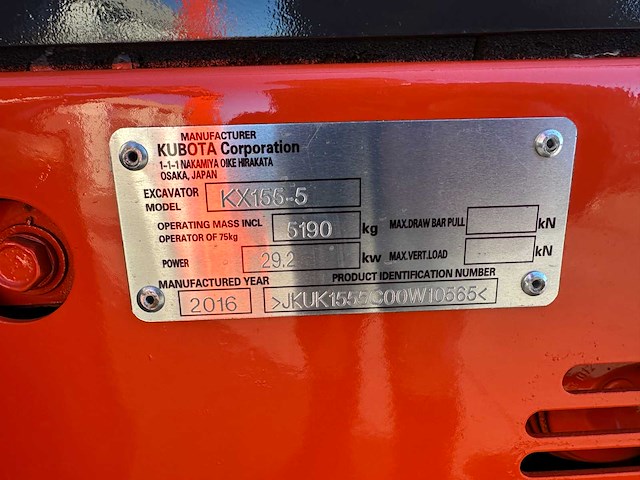 MANUFACTURER
KUBOTA Corporation
1-1-1 NAKAMIYA OIKE HIRAKATA
OSAKA, JAPAN
EXCAVATOR MODEL KX155-5
OPERATING MASS INCL OPERATOR OF 75kg 5190 kg
MAX.DRAW BAR PULL kN
POWER 29.2 kw
MAX.VERT.LOAD kN
MANUFACTURED YEAR PRODUCT IDENTIFICATION NUMBER
2016